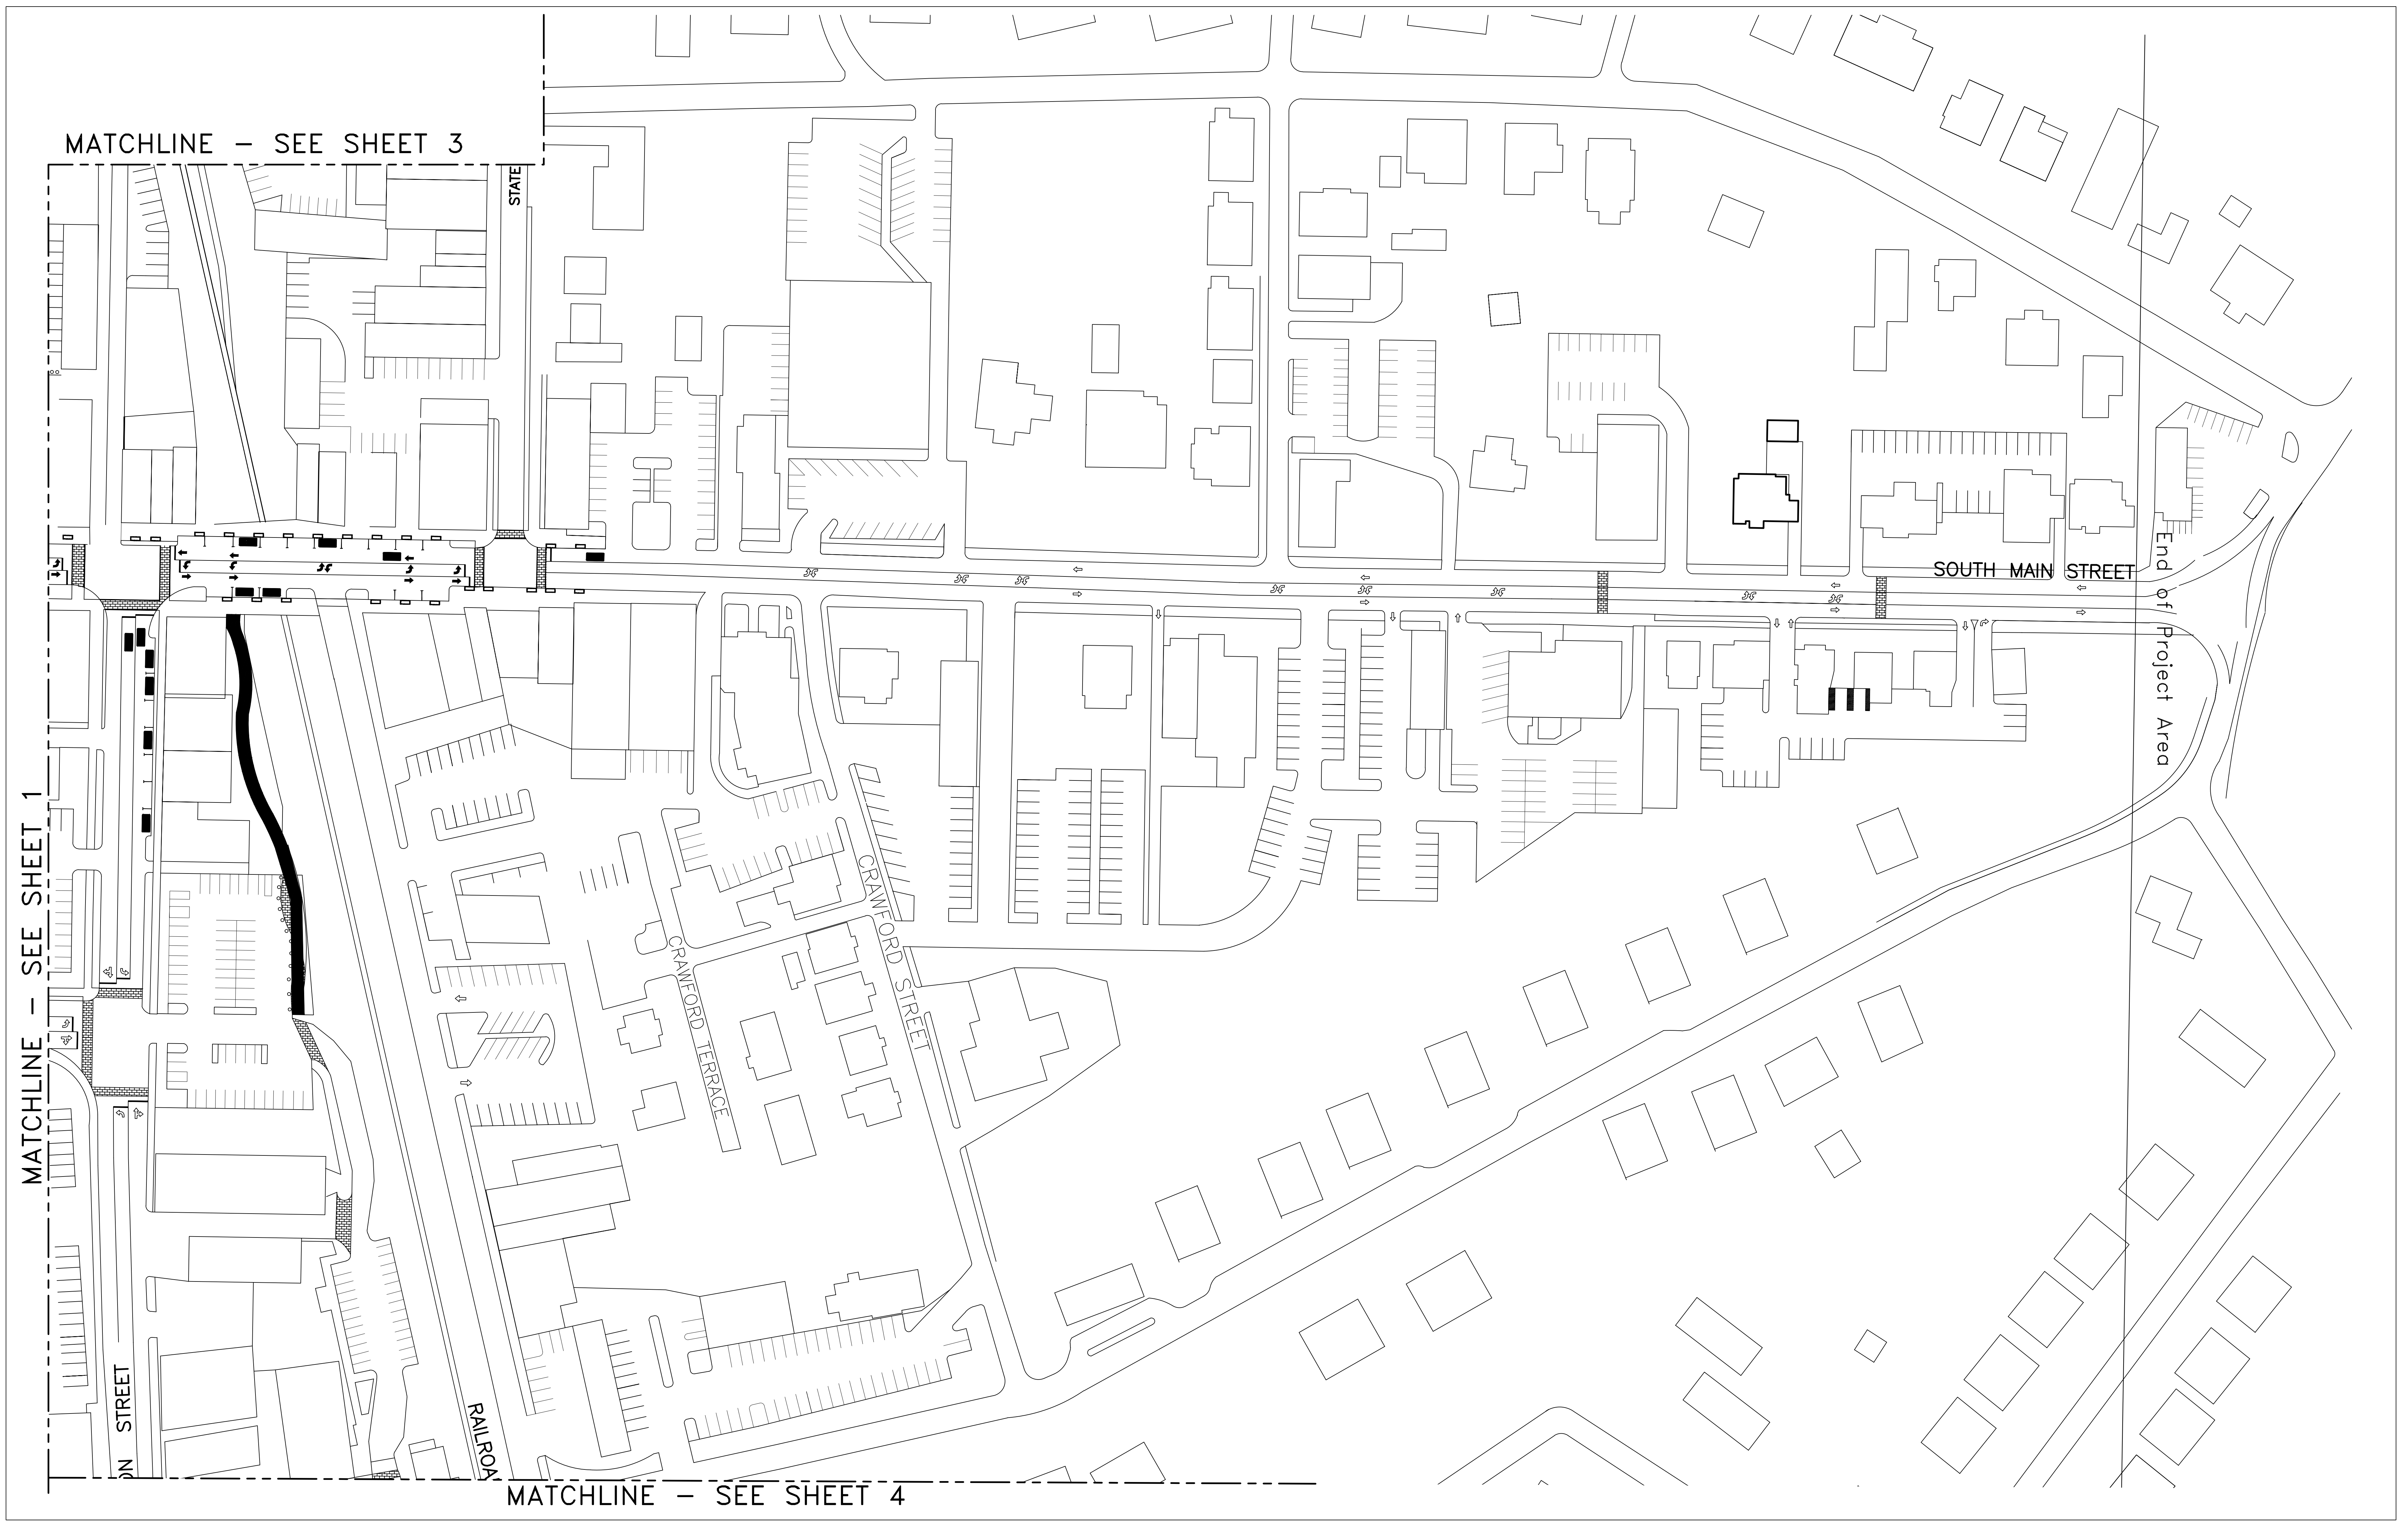 MATCHLINE - SEE SHEET 3
STATE
SOUTH MAIN STREET
End of Project Area
MATCHLINE - SEE SHEET 1
CRAWFORD STREET
CRAWFORD TERRACE
ON STREET
RAILROA
MATCHLINE - SEE SHEET 4